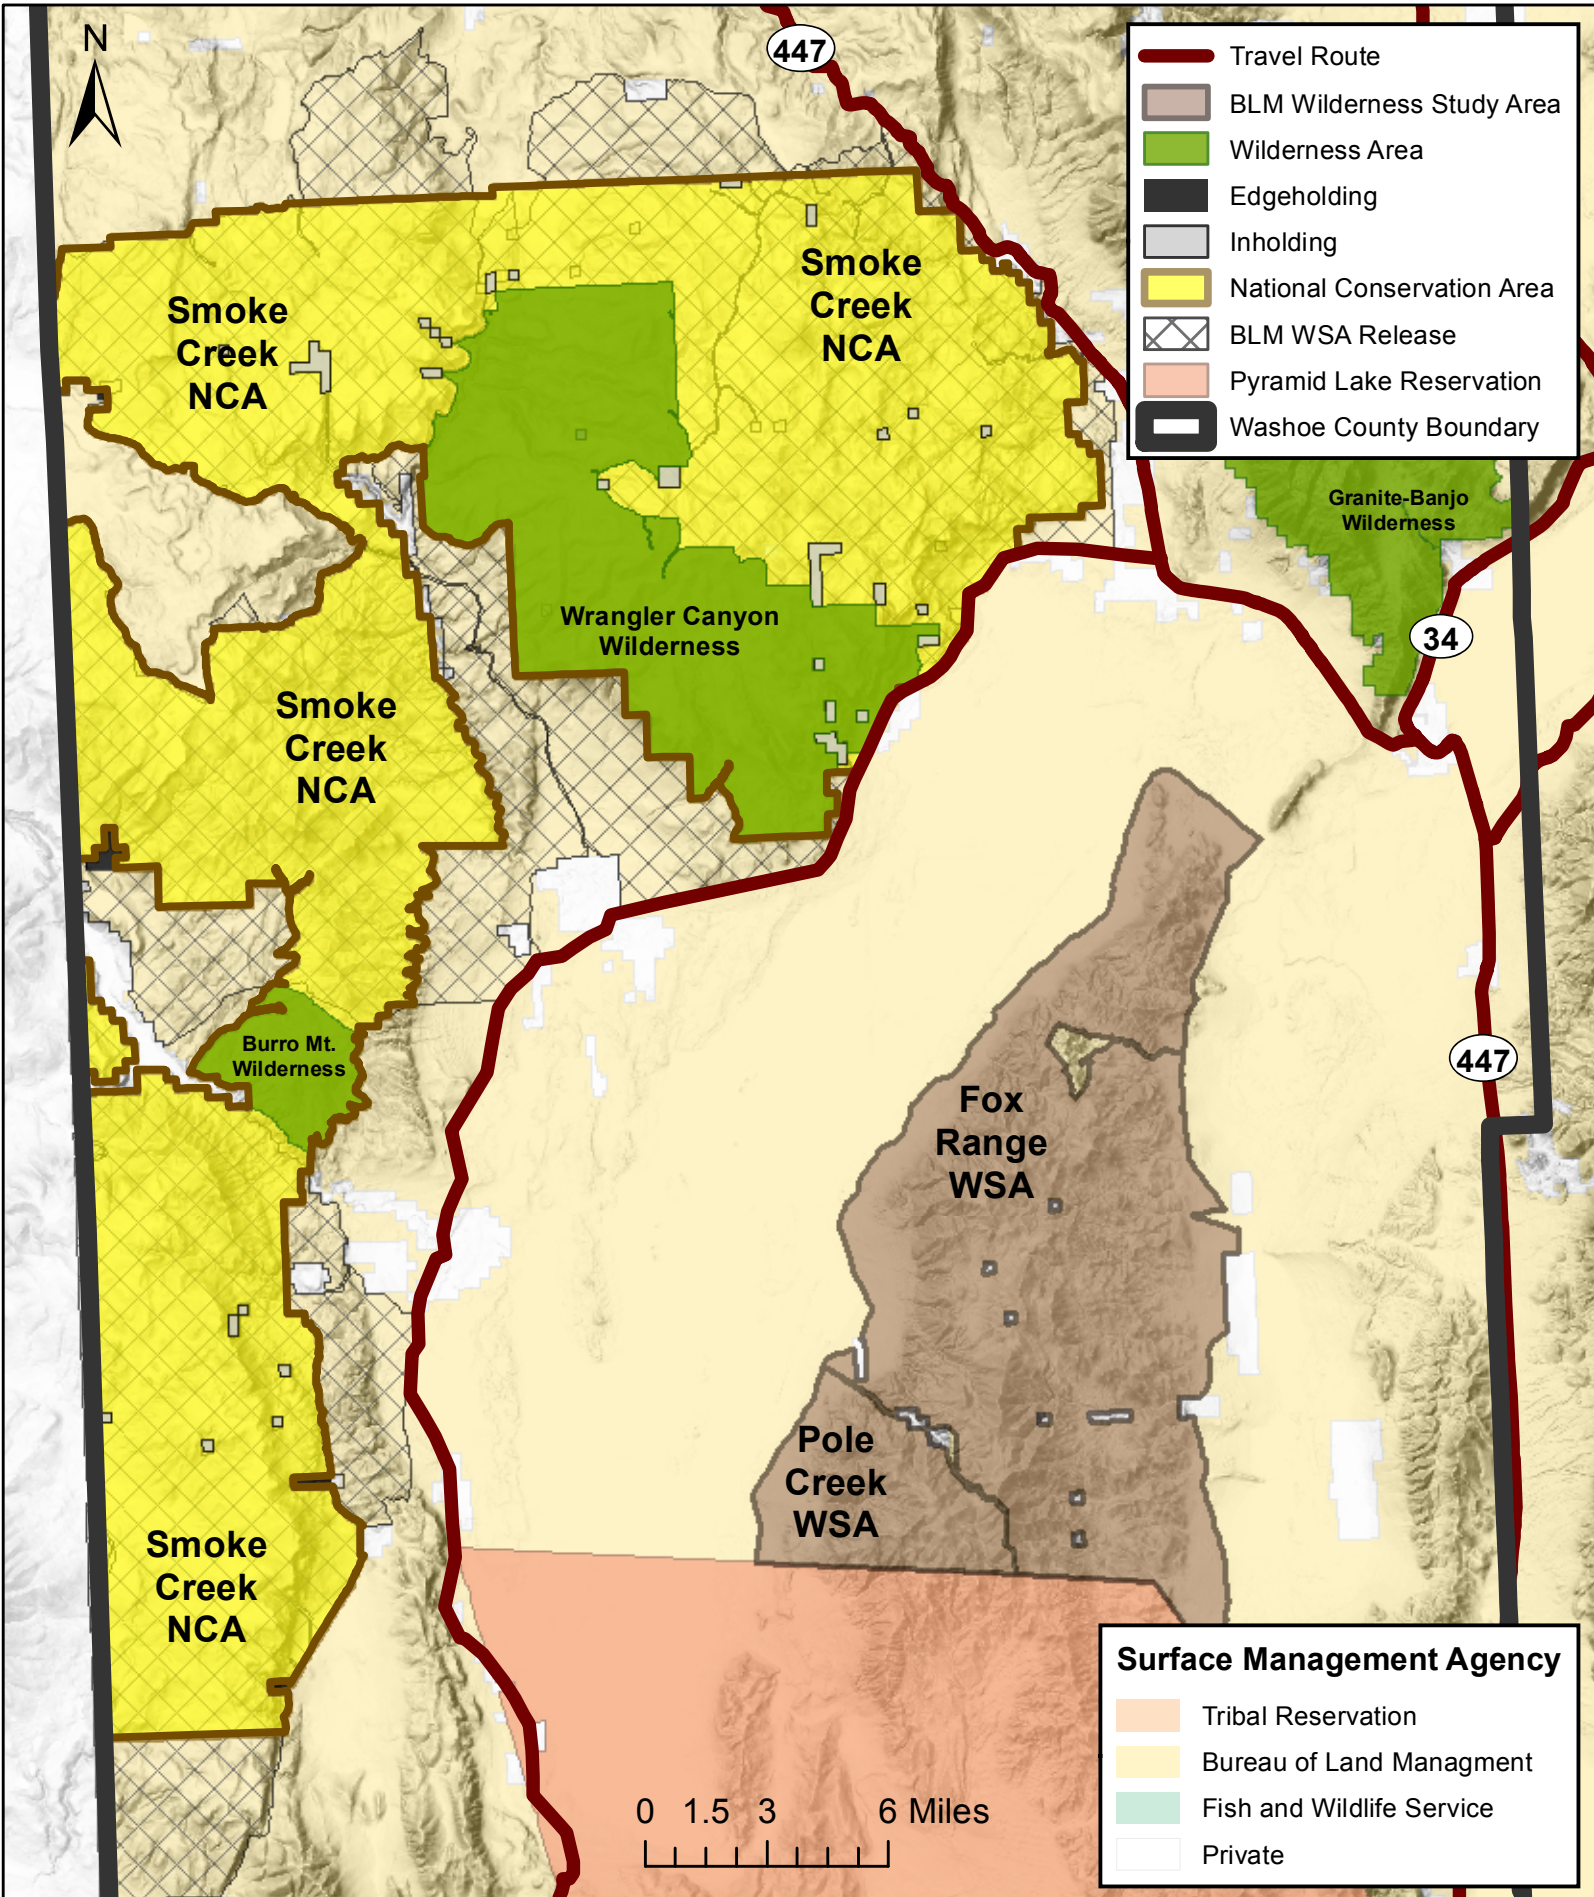 N
447
Travel Route
BLM Wilderness Study Area
Wilderness Area
Edgeholding
Inholding
National Conservation Area
BLM WSA Release
Pyramid Lake Reservation
Washoe County Boundary
Smoke
Creek
NCA
Smoke
Creek
NCA
Granite-Banjo
Wilderness
Wrangler Canyon
Wilderness
34
Smoke
Creek
NCA
Burro Mt.
Wilderness
447
Fox
Range
WSA
Pole
Creek
WSA
Smoke
Creek
NCA
Surface Management Agency
Tribal Reservation
Bureau of Land Managment
Fish and Wildlife Service
Private
0 1.5 3 6 Miles